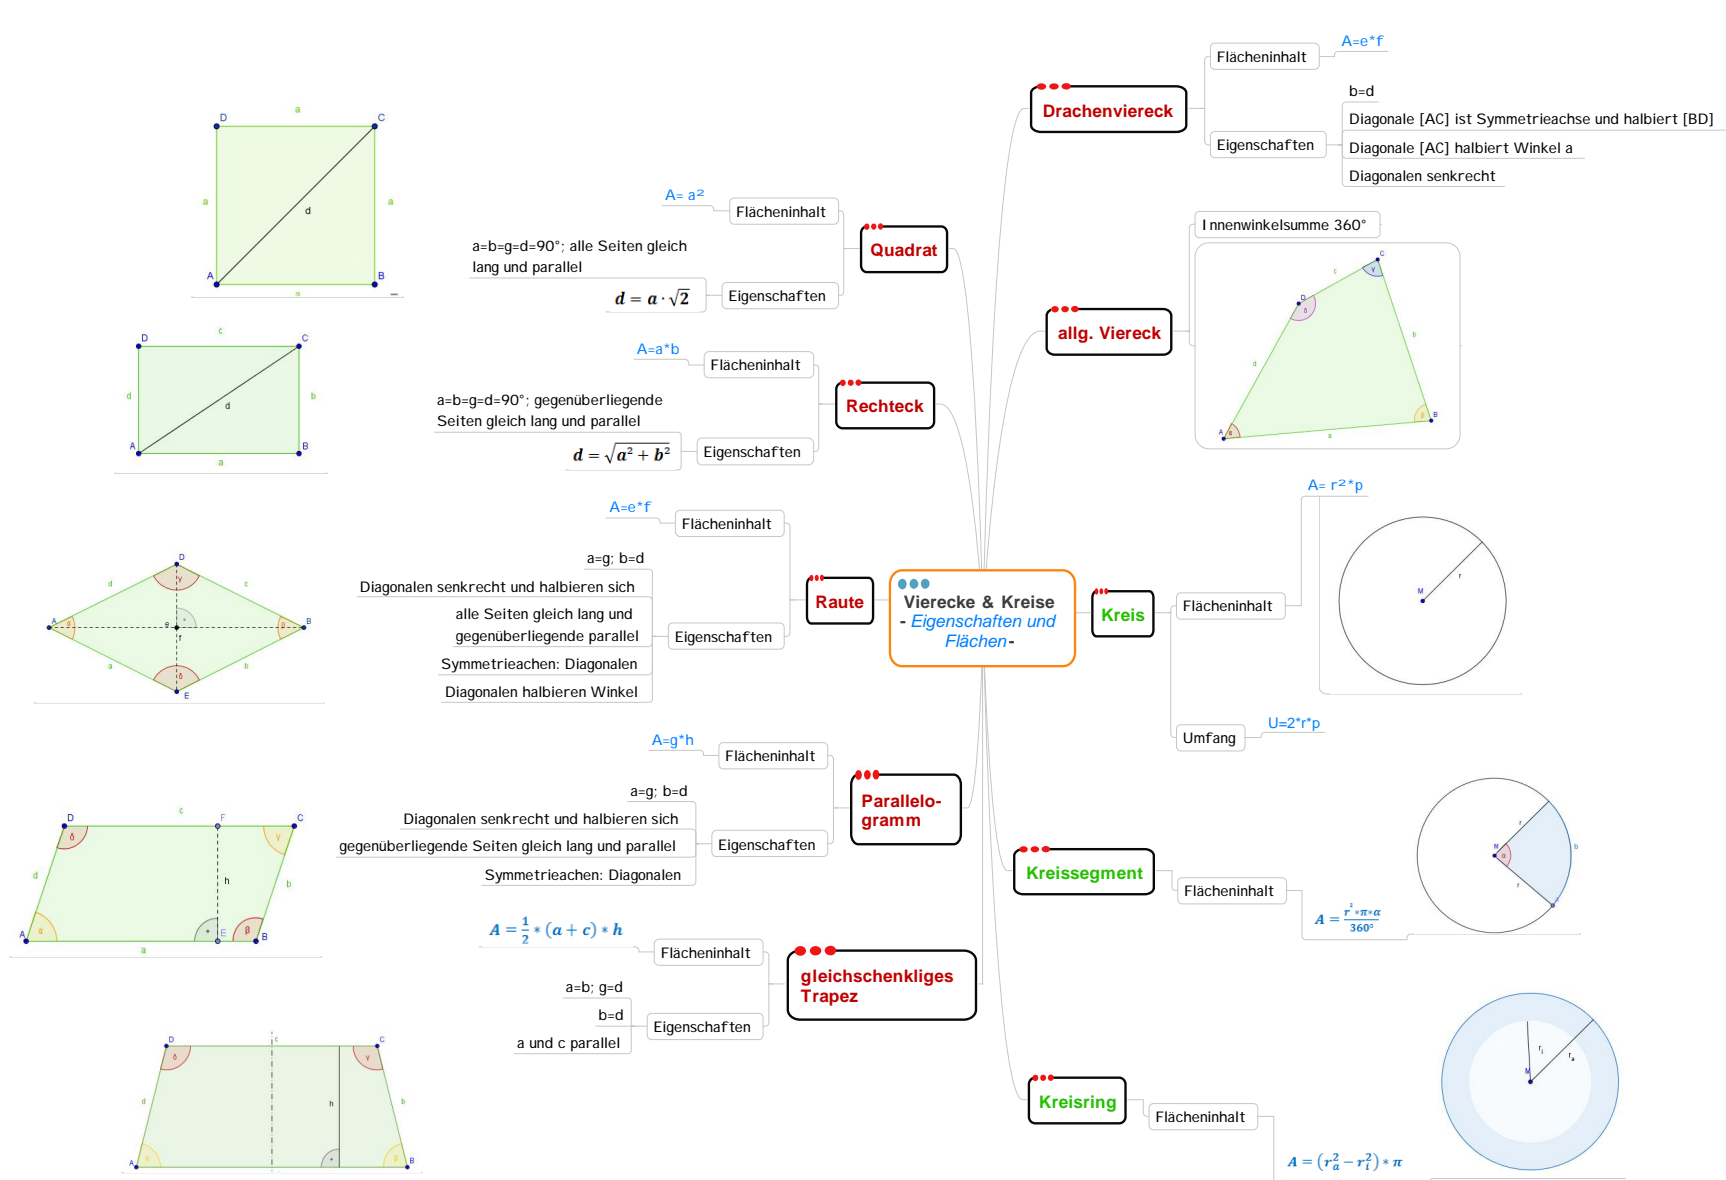 Vierecke & Kreise
- Eigenschaften und
Flächen-
Quadrat
Flächeninhalt
A= a²
Eigenschaften
a=b=g=d=90°; alle Seiten gleich
lang und parallel
d = a · √2
D
a
C
a
d
a
A
B
a
Rechteck
Flächeninhalt
A=a*b
Eigenschaften
a=b=g=d=90°; gegenüberliegende
Seiten gleich lang und parallel
d = √(a² + b²)
c
D
C
d
d
b
A
B
a
Raute
Flächeninhalt
A=e*f
Eigenschaften
a=g; b=d
Diagonalen senkrecht und halbieren sich
alle Seiten gleich lang und
gegenüberliegende parallel
Symmetrieachen: Diagonalen
Diagonalen halbieren Winkel
D
d
γ
c
A
α
e
f
β
B
a
δ
b
E
Parallelo-
gramm
Flächeninhalt
A=g*h
Eigenschaften
a=g; b=d
Diagonalen senkrecht und halbieren sich
gegenüberliegende Seiten gleich lang und parallel
Symmetrieachen: Diagonalen
c
D
F
C
δ
γ
d
h
b
A
α
E
β
B
a
gleichschenkliges
Trapez
Flächeninhalt
A = 1/2 * (a + c) * h
Eigenschaften
a=b; g=d
b=d
a und c parallel
D
c
C
δ
γ
d
h
b
A
α
β
B
Drachenviereck
Flächeninhalt
A=e*f
Eigenschaften
b=d
Diagonale [AC] ist Symmetrieachse und halbiert [BD]
Diagonale [AC] halbiert Winkel a
Diagonalen senkrecht
allg. Viereck
Innenwinkelsumme 360°
C
c
γ
D
δ
b
d
A
α
β
B
a
Kreis
Flächeninhalt
A= r²*p
M
r
Umfang
U=2*r*p
Kreissegment
Flächeninhalt
A = r²*π*α/360°
r
M
α
b
r
A
Kreisring
Flächeninhalt
A = (rₐ² − rᵢ²) * π
rᵢ
rₐ
M